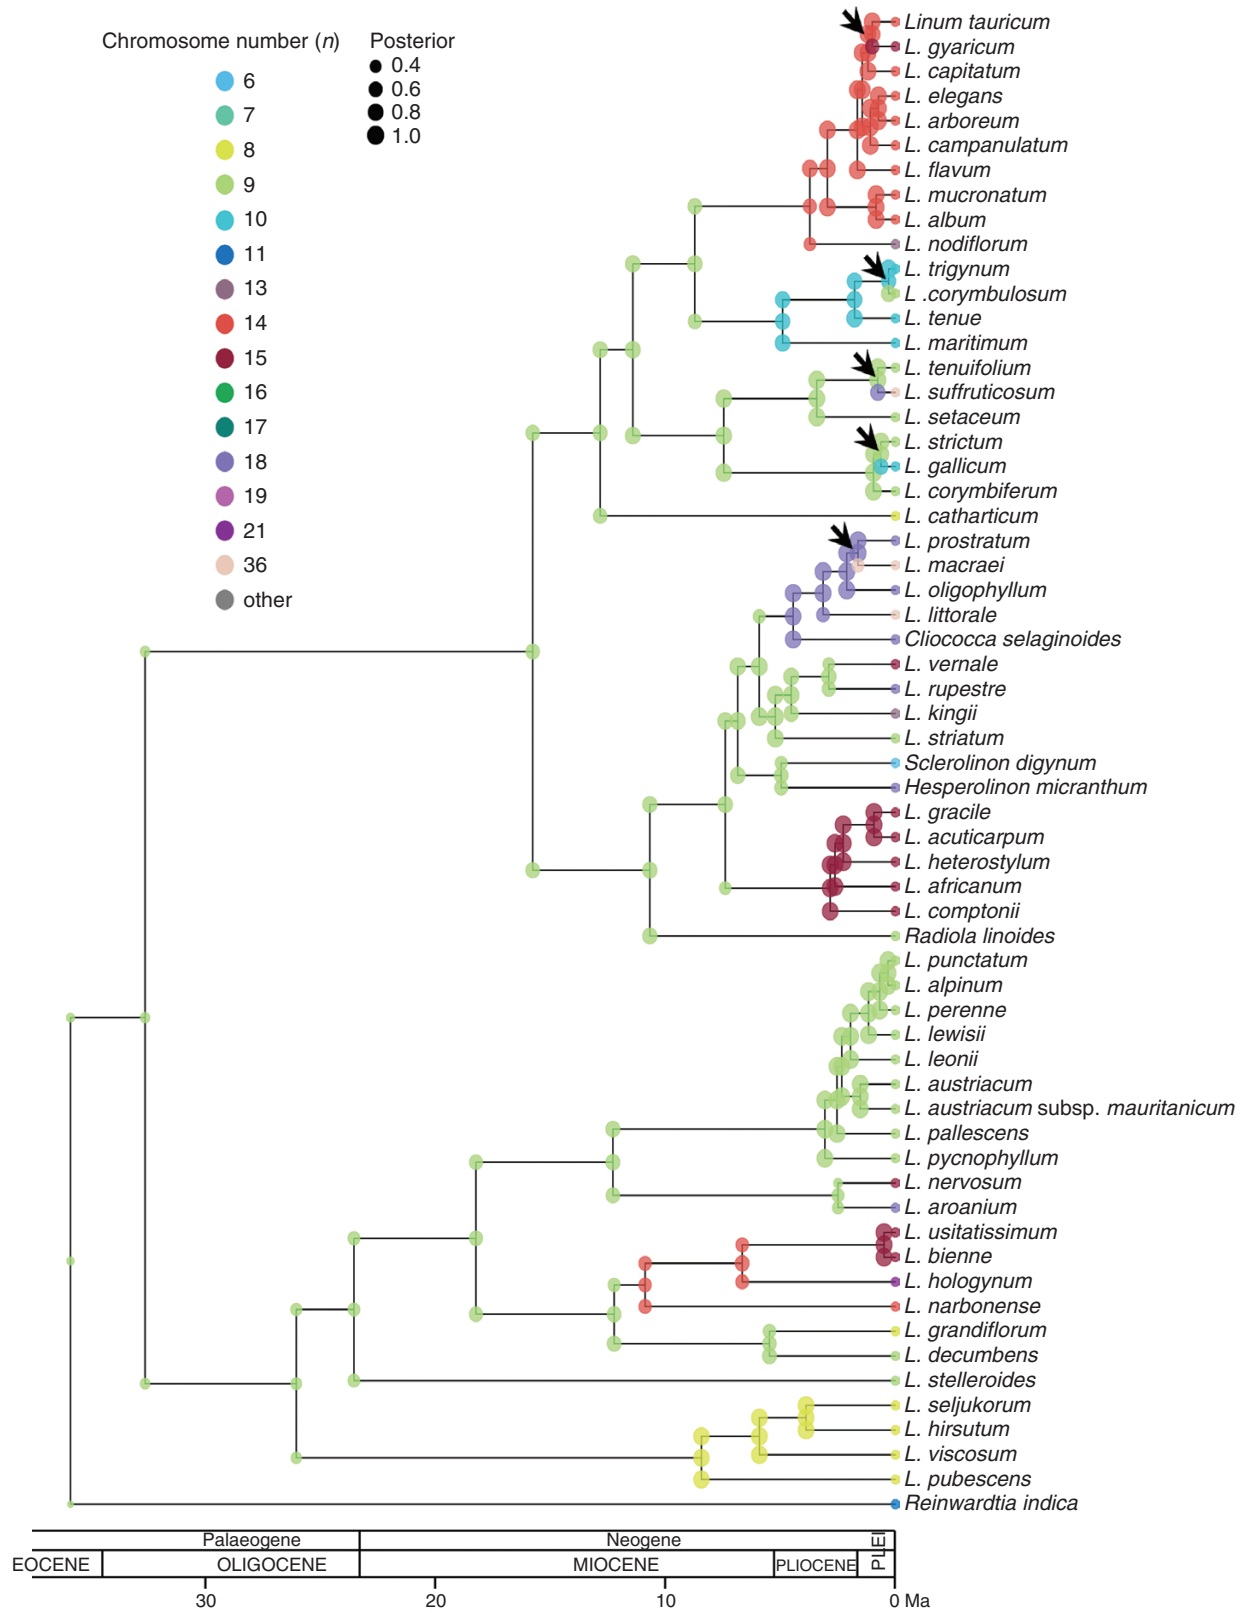 Chromosome number (n)
6
7
8
9
10
11
13
14
15
16
17
18
19
21
36
other
Posterior
0.4
0.6
0.8
1.0
Linum tauricum
L. gyaricum
L. capitatum
L. elegans
L. arboreum
L. campanulatum
L. flavum
L. mucronatum
L. album
L. nodiflorum
L. trigynum
L .corymbulosum
L. tenue
L. maritimum
L. tenuifolium
L. suffruticosum
L. setaceum
L. strictum
L. gallicum
L. corymbiferum
L. catharticum
L. prostratum
L. macraei
L. oligophyllum
L. littorale
Cliococca selaginoides
L. vernale
L. rupestre
L. kingii
L. striatum
Sclerolinon digynum
Hesperolinon micranthum
L. gracile
L. acuticarpum
L. heterostylum
L. africanum
L. comptonii
Radiola linoides
L. punctatum
L. alpinum
L. perenne
L. lewisii
L. leonii
L. austriacum
L. austriacum subsp. mauritanicum
L. pallescens
L. pycnophyllum
L. nervosum
L. aroanium
L. usitatissimum
L. bienne
L. hologynum
L. narbonense
L. grandiflorum
L. decumbens
L. stelleroides
L. seljukorum
L. hirsutum
L. viscosum
L. pubescens
Reinwardtia indica
Palaeogene Neogene PLEI
EOCENE OLIGOCENE MIOCENE PLIOCENE
30 20 10 0 Ma